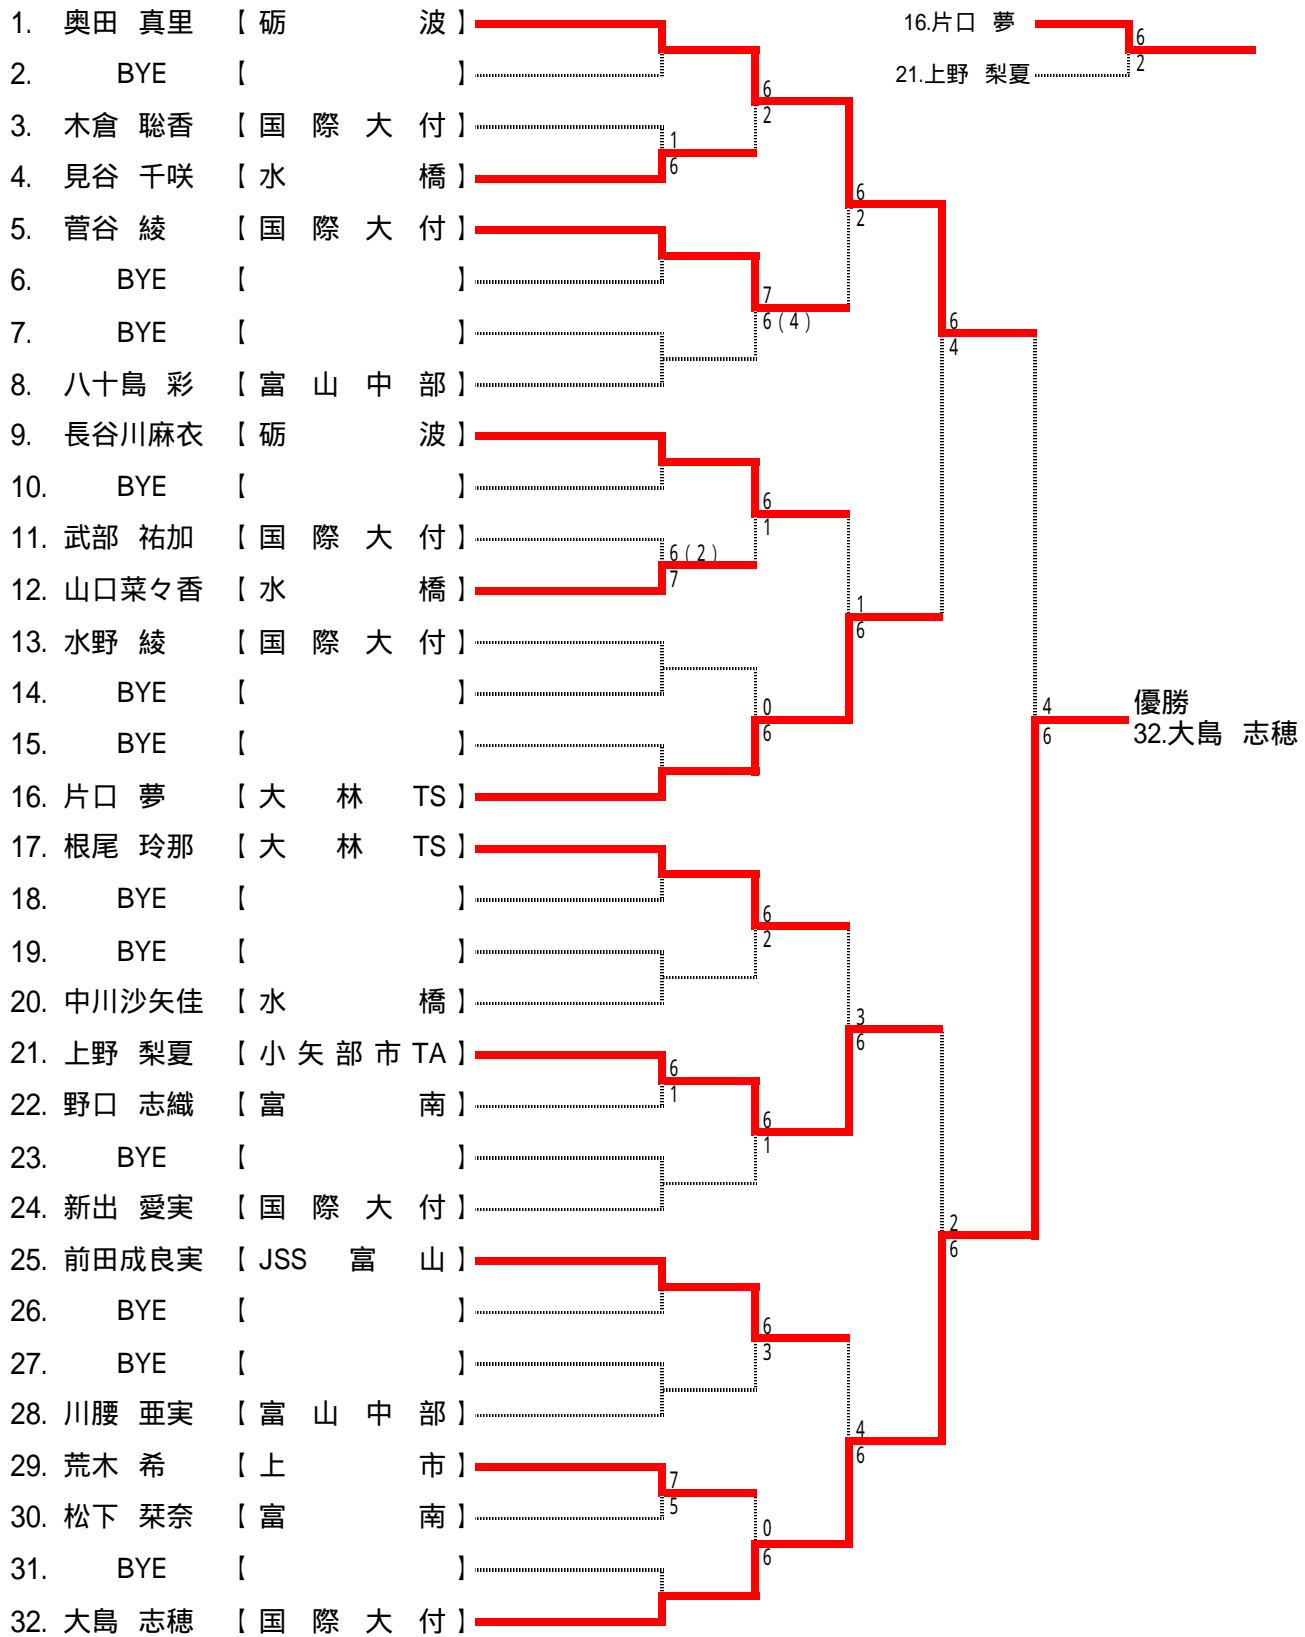 1. 奥田 真里 【 砺 波 】
2. BYE 【 】
3. 木倉 聡香 【 国 際 大 付 】
4. 見谷 千咲 【 水 橋 】
5. 菅谷 綾 【 国 際 大 付 】
6. BYE 【 】
7. BYE 【 】
8. 八十島 彩 【 富 山 中 部 】
9. 長谷川麻衣 【 砺 波 】
10. BYE 【 】
11. 武部 祐加 【 国 際 大 付 】
12. 山口菜々香 【 水 橋 】
13. 水野 綾 【 国 際 大 付 】
14. BYE 【 】
15. BYE 【 】
16. 片口 夢 【 大 林 TS 】
17. 根尾 玲那 【 大 林 TS 】
18. BYE 【 】
19. BYE 【 】
20. 中川沙矢佳 【 水 橋 】
21. 上野 梨夏 【 小 矢 部 市 TA 】
22. 野口 志織 【 富 南 】
23. BYE 【 】
24. 新出 愛実 【 国 際 大 付 】
25. 前田成良実 【 JSS 富 山 】
26. BYE 【 】
27. BYE 【 】
28. 川腰 亜実 【 富 山 中 部 】
29. 荒木 希 【 上 市 】
30. 松下 栞奈 【 富 南 】
31. BYE 【 】
32. 大島 志穂 【 国 際 大 付 】
1
6
6 ( 2 )
7
6
1
7
5
6
2
7
6 ( 4 )
6
1
0
6
6
2
6
1
6
3
0
6
6
2
1
6
3
6
4
6
6
4
2
6
4
6
優勝
32.大島 志穂
16.片口 夢
21.上野 梨夏
6
2